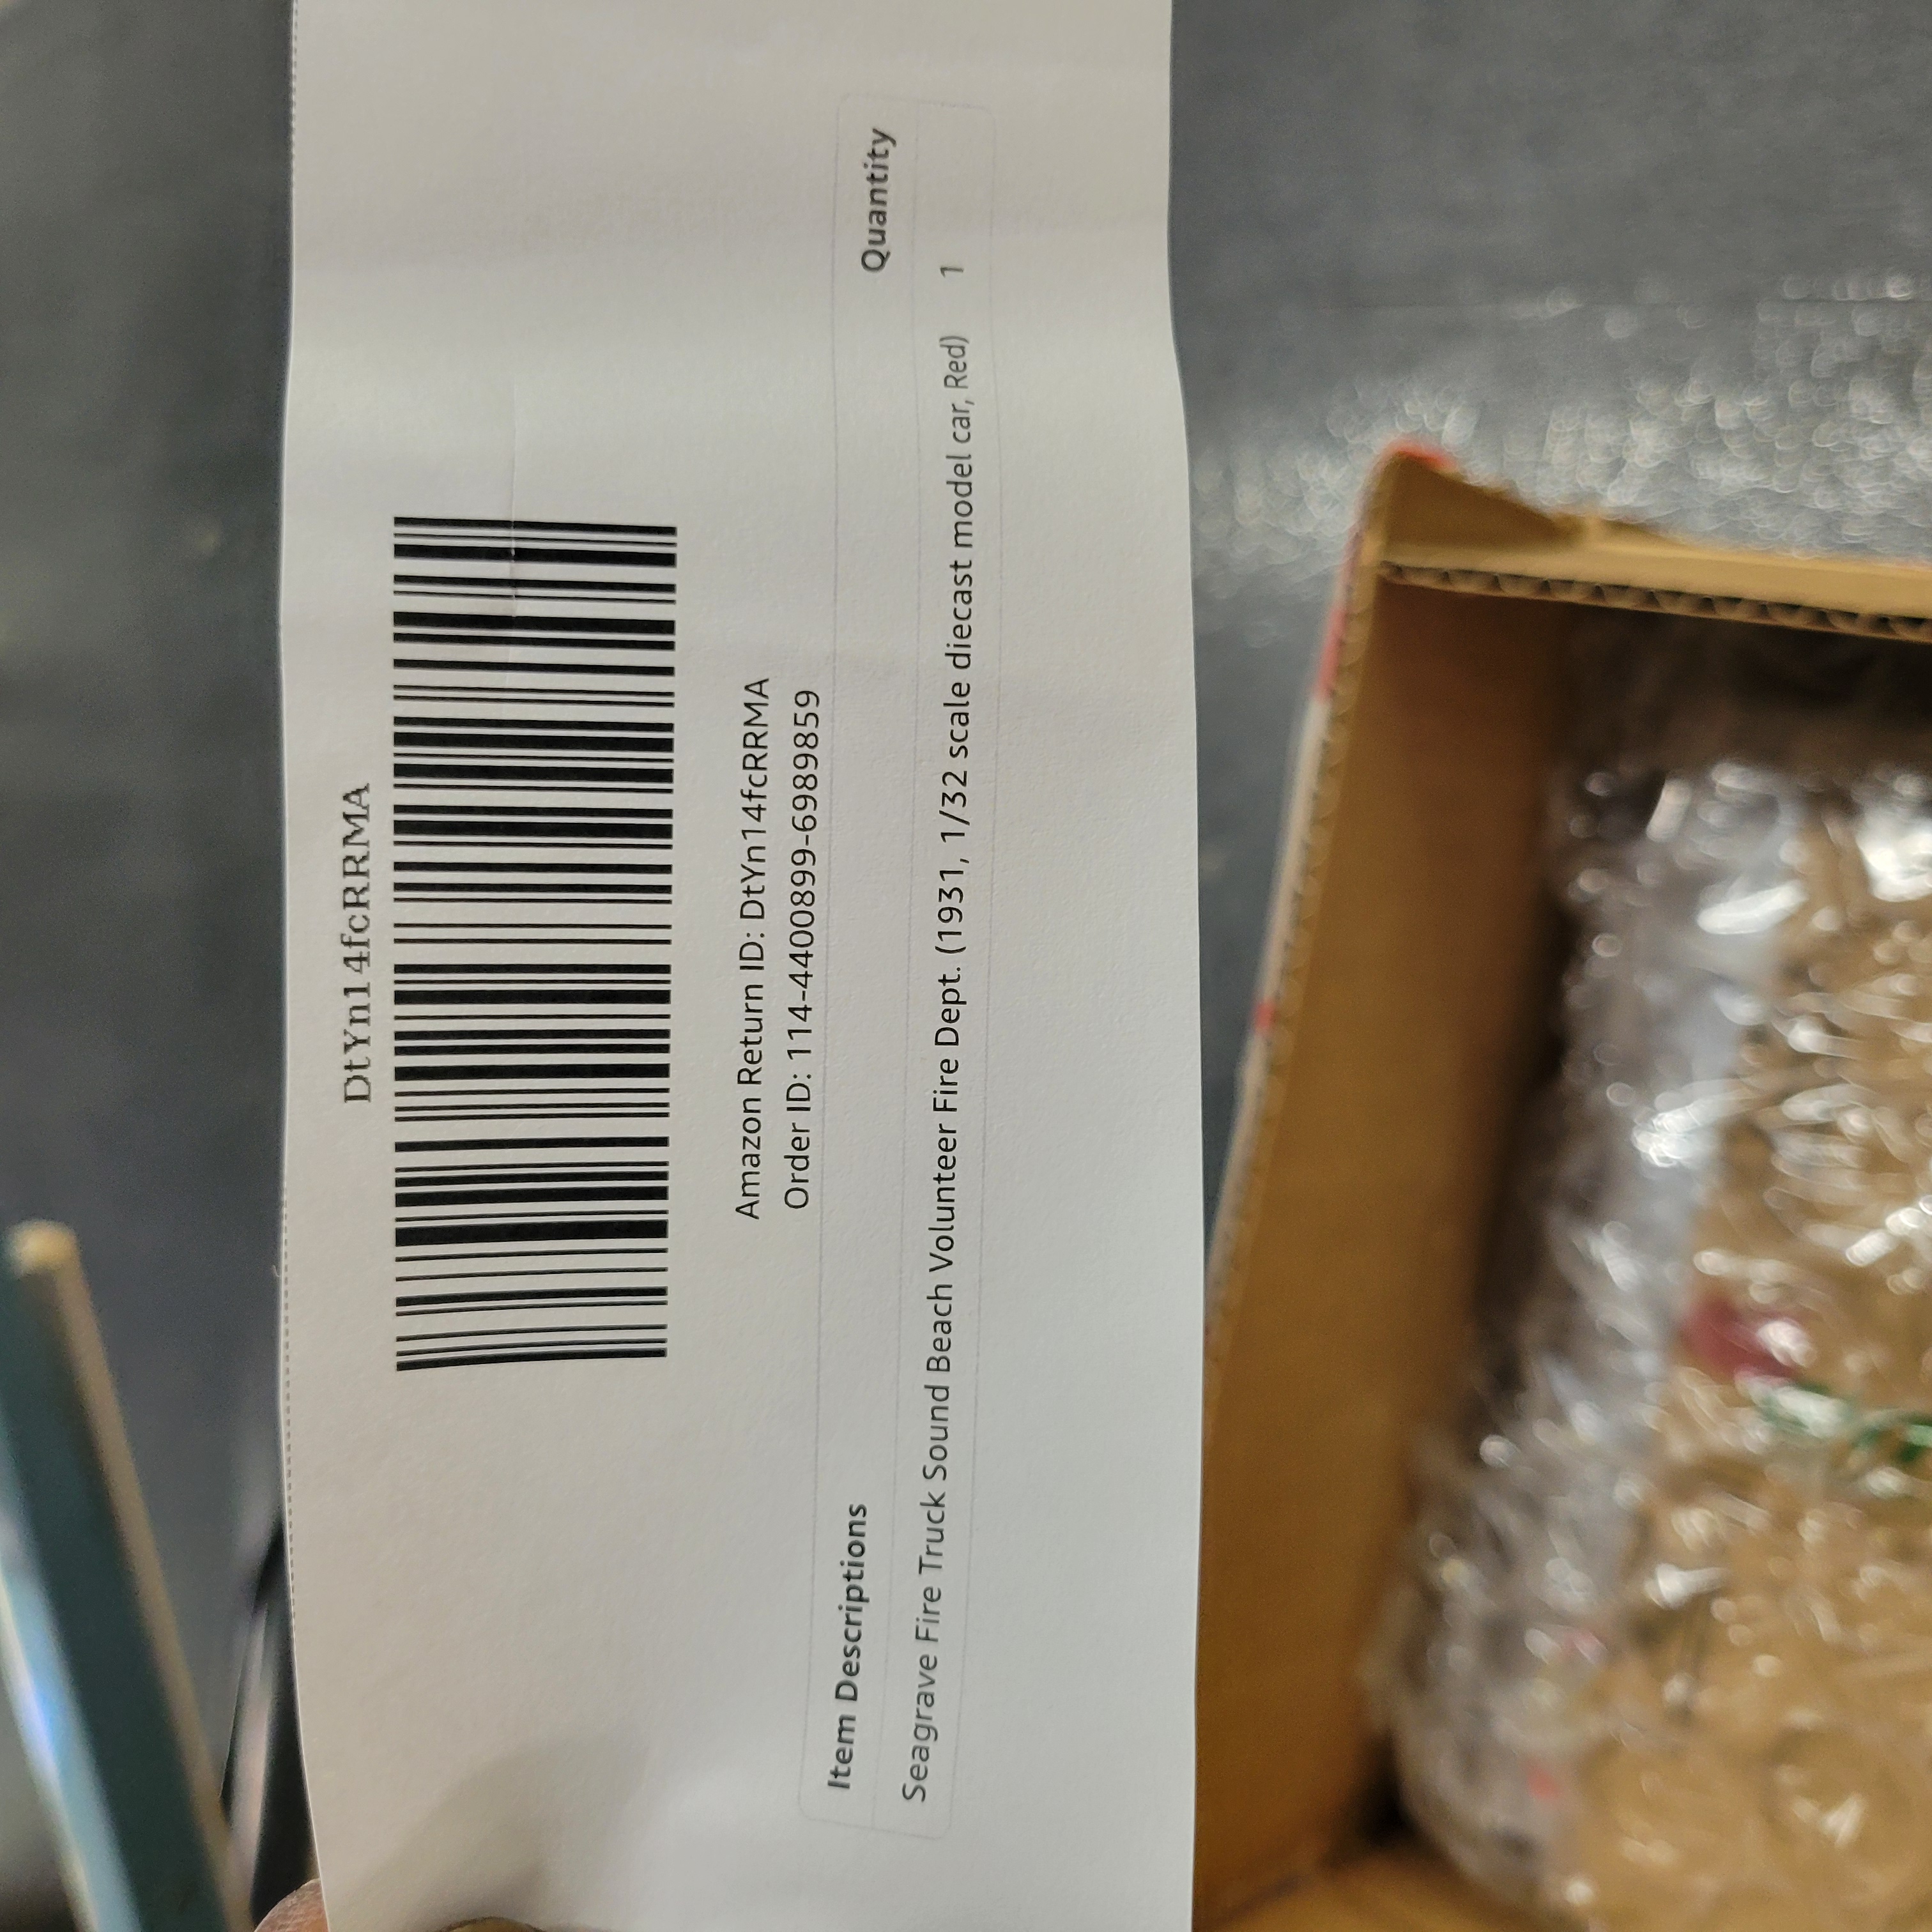 DtYn14fcRRMA
Amazon Return ID: DtYn14fcRRMA
Order ID: 114-4400899-6989859
Item Descriptions Quantity
Seagrave Fire Truck Sound Beach Volunteer Fire Dept. (1931, 1/32 scale diecast model car, Red) 1